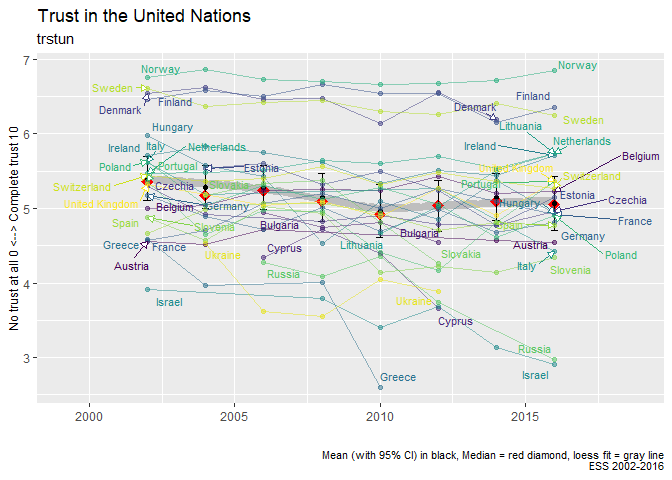 Trust in the United Nations
trstun
No trust at all 0 <--> Complete trust 10
7
6
5
4
3
2000
2005
2010
2015
Norway
Sweden
Denmark
Finland
Hungary
Ireland
Italy
Netherlands
Poland
Portugal
Estonia
Switzerland
Czechia
Slovakia
United Kingdom
Belgium
Germany
Spain
Slovenia
Greece
France
Austria
Ukraine
Israel
Bulgaria
Cyprus
Russia
Lithuania
Greece
Bulgaria
Slovakia
Ukraine
Cyprus
Norway
Finland
Denmark
Sweden
Lithuania
Ireland
Netherlands
Belgium
Switzerland
Portugal
Estonia
Hungary
Czechia
France
Germany
Austria
Poland
Italy
Slovenia
Russia
Israel
Mean (with 95% CI) in black, Median = red diamond, loess fit = gray line
ESS 2002-2016